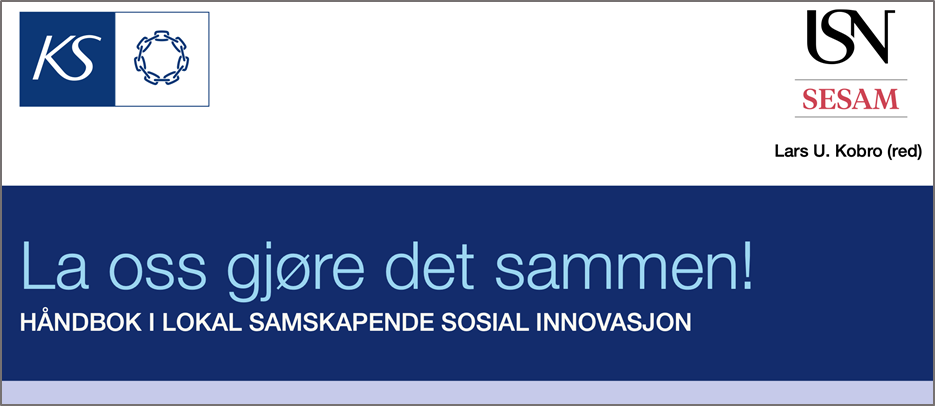 KS
USN
SESAM
Lars U. Kobro (red)
La oss gjøre det sammen!
HÅNDBOK I LOKAL SAMSKAPENDE SOSIAL INNOVASJON